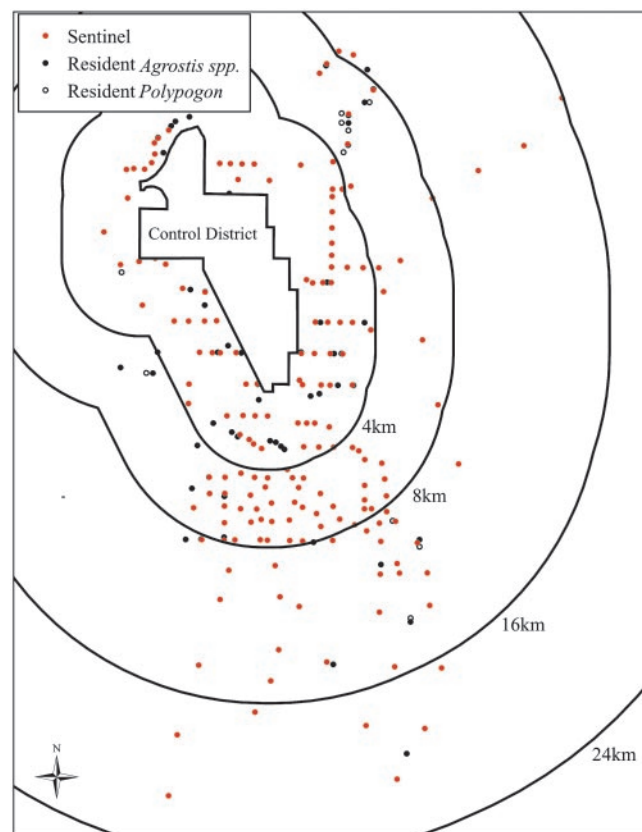 Sentinel
Resident Agrostis spp.
Resident Polypogon
Control District
4km
8km
16km
24km
N